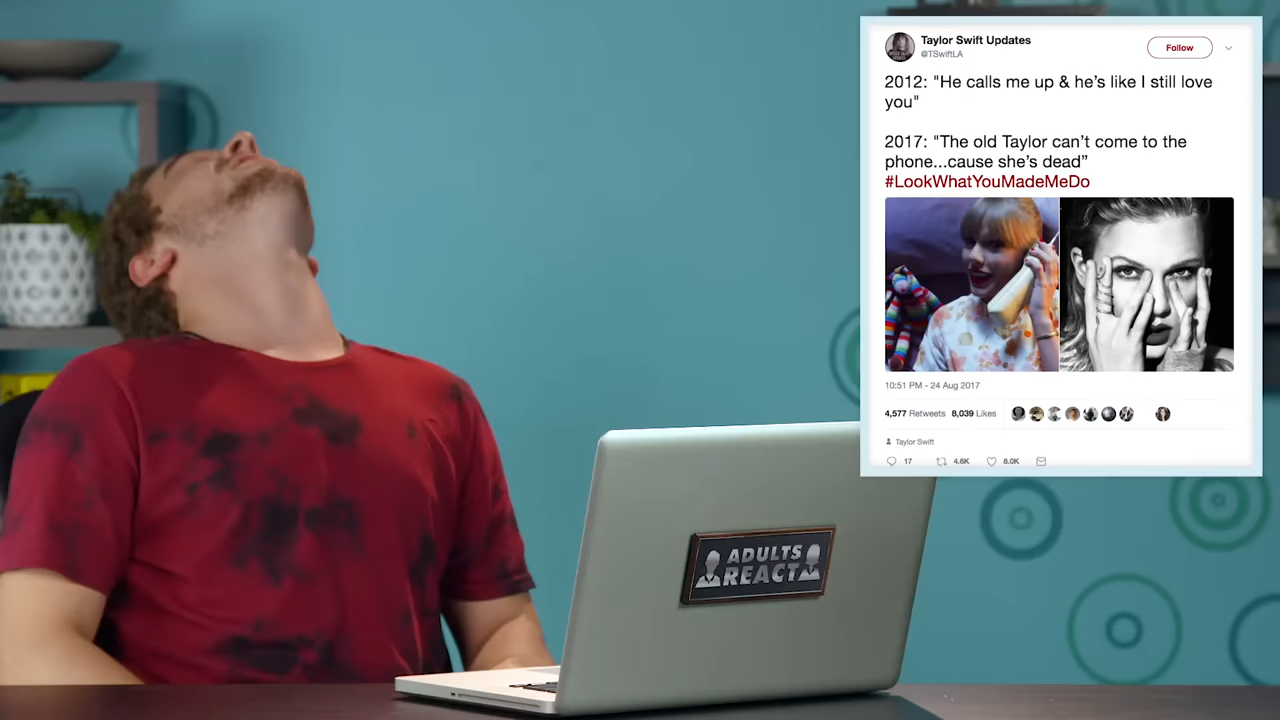 Taylor Swift Updates
@TSwiftLA
Follow
2012: "He calls me up & he's like I still love
you"
2017: "The old Taylor can't come to the
phone...cause she's dead”
#LookWhatYouMadeMeDo
10:51 PM - 24 Aug 2017
4,577 Retweets 8,039 Likes
Taylor Swift
17 4.6K 8.0K
ADULTS
REACT